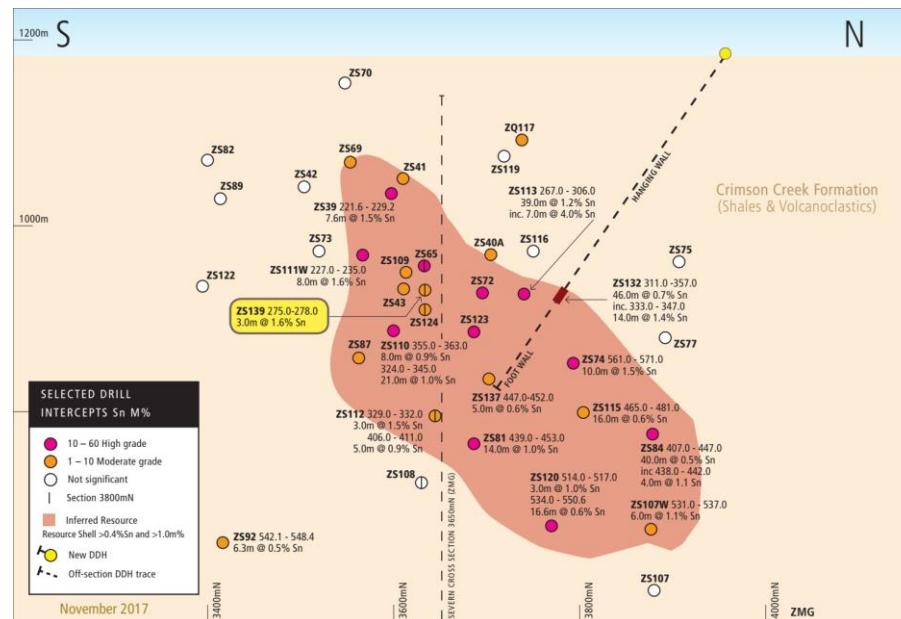 1200m
S
N
ZS70
ZQ117
ZS82
ZS69
ZS119
ZS41
ZS42
ZS89
ZS113 267.0 - 306.0
39.0m @ 1.2% Sn
inc. 7.0m @ 4.0% Sn
HANGING WALL
Crimson Creek Formation
(Shales & Volcanoclastics)
ZS39 221.6 - 229.2
7.6m @ 1.5% Sn
1000m
ZS73
ZS65
ZS40A
ZS116
ZS75
ZS109
ZS111W 227.0 - 235.0
8.0m @ 1.6% Sn
ZS122
ZS72
ZS132 311.0 -357.0
46.0m @ 0.7% Sn
inc. 333.0 - 347.0
14.0m @ 1.4% Sn
ZS43
ZS139 275.0-278.0
3.0m @ 1.6% Sn
ZS124
ZS123
ZS77
ZS110 355.0 - 363.0
8.0m @ 0.9% Sn
324.0 - 345.0
21.0m @ 1.0% Sn
ZS87
FOOT WALL
ZS74 561.0 - 571.0
10.0m @ 1.5% Sn
ZS137 447.0-452.0
5.0m @ 0.6% Sn
ZS112 329.0 - 332.0
3.0m @ 1.5% Sn
406.0 - 411.0
5.0m @ 0.9% Sn
ZS115 465.0 - 481.0
16.0m @ 0.6% Sn
ZS81 439.0 - 453.0
14.0m @ 1.0% Sn
ZS84 407.0 - 447.0
40.0m @ 0.5% Sn
inc 438.0 - 442.0
4.0m @ 1.1 Sn
ZS108
ZS120 514.0 - 517.0
3.0m @ 1.0% Sn
534.0 - 550.6
16.6m @ 0.6% Sn
ZS107W 531.0 - 537.0
6.0m @ 1.1% Sn
ZS92 542.1 - 548.4
6.3m @ 0.5% Sn
ZS107
SEVERN CROSS SECTION 3650mN (ZMG)
SELECTED DRILL
INTERCEPTS Sn M%
10 – 60 High grade
1 – 10 Moderate grade
Not significant
Section 3800mN
Inferred Resource
Resource Shell >0.4%Sn and >1.0m%
New DDH
Off-section DDH trace
November 2017
3400mN
3600mN
3800mN
4000mN
ZMG